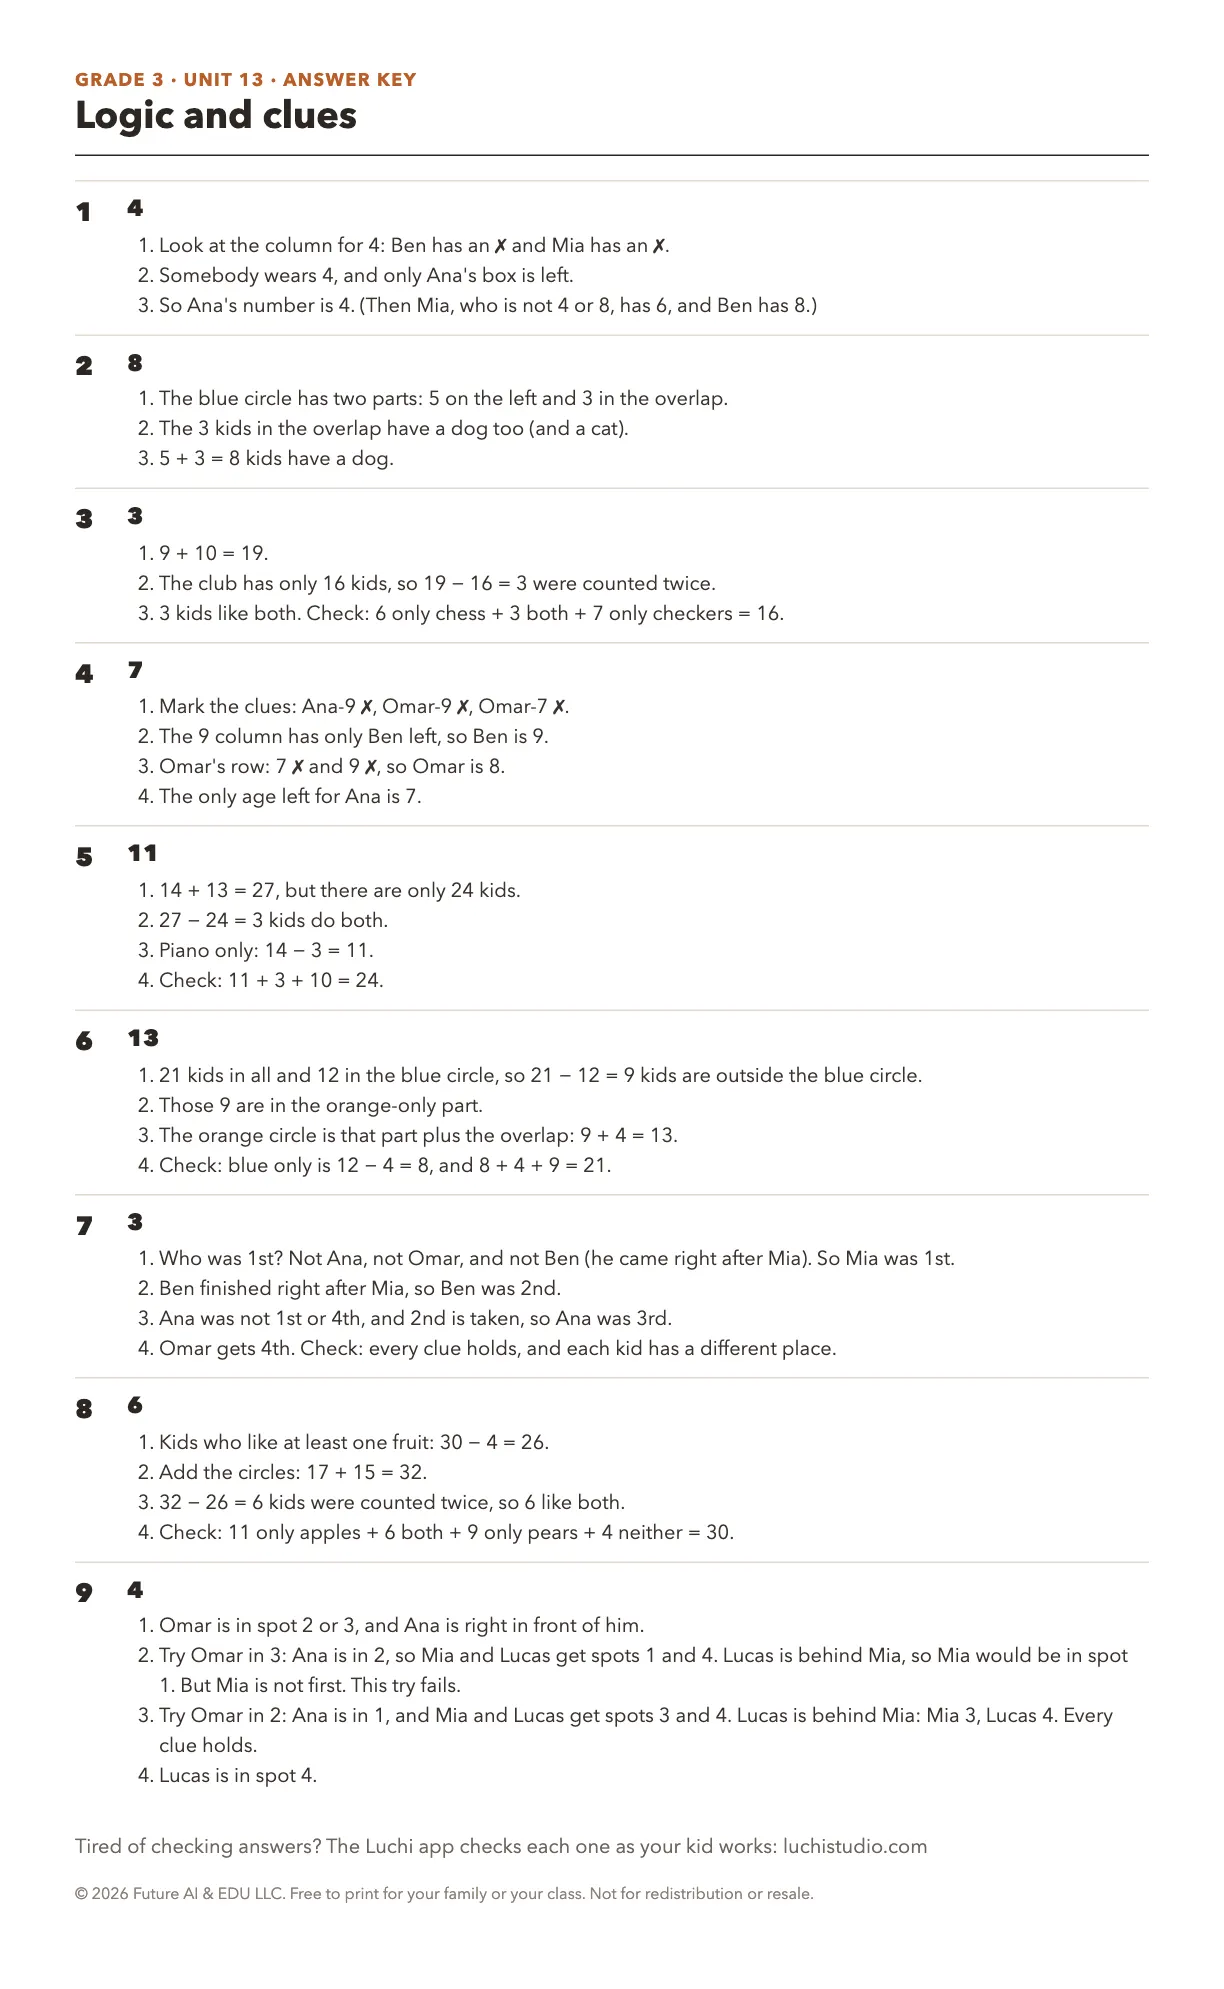 GRADE 3 · UNIT 13 · ANSWER KEY
Logic and clues
1 4
1. Look at the column for 4: Ben has an ✗ and Mia has an ✗.
2. Somebody wears 4, and only Ana's box is left.
3. So Ana's number is 4. (Then Mia, who is not 4 or 8, has 6, and Ben has 8.)
2 8
1. The blue circle has two parts: 5 on the left and 3 in the overlap.
2. The 3 kids in the overlap have a dog too (and a cat).
3. 5 + 3 = 8 kids have a dog.
3 3
1. 9 + 10 = 19.
2. The club has only 16 kids, so 19 − 16 = 3 were counted twice.
3. 3 kids like both. Check: 6 only chess + 3 both + 7 only checkers = 16.
4 7
1. Mark the clues: Ana-9 ✗, Omar-9 ✗, Omar-7 ✗.
2. The 9 column has only Ben left, so Ben is 9.
3. Omar's row: 7 ✗ and 9 ✗, so Omar is 8.
4. The only age left for Ana is 7.
5 11
1. 14 + 13 = 27, but there are only 24 kids.
2. 27 − 24 = 3 kids do both.
3. Piano only: 14 − 3 = 11.
4. Check: 11 + 3 + 10 = 24.
6 13
1. 21 kids in all and 12 in the blue circle, so 21 − 12 = 9 kids are outside the blue circle.
2. Those 9 are in the orange-only part.
3. The orange circle is that part plus the overlap: 9 + 4 = 13.
4. Check: blue only is 12 − 4 = 8, and 8 + 4 + 9 = 21.
7 3
1. Who was 1st? Not Ana, not Omar, and not Ben (he came right after Mia). So Mia was 1st.
2. Ben finished right after Mia, so Ben was 2nd.
3. Ana was not 1st or 4th, and 2nd is taken, so Ana was 3rd.
4. Omar gets 4th. Check: every clue holds, and each kid has a different place.
8 6
1. Kids who like at least one fruit: 30 − 4 = 26.
2. Add the circles: 17 + 15 = 32.
3. 32 − 26 = 6 kids were counted twice, so 6 like both.
4. Check: 11 only apples + 6 both + 9 only pears + 4 neither = 30.
9 4
1. Omar is in spot 2 or 3, and Ana is right in front of him.
2. Try Omar in 3: Ana is in 2, so Mia and Lucas get spots 1 and 4. Lucas is behind Mia, so Mia would be in spot
1. But Mia is not first. This try fails.
3. Try Omar in 2: Ana is in 1, and Mia and Lucas get spots 3 and 4. Lucas is behind Mia: Mia 3, Lucas 4. Every
clue holds.
4. Lucas is in spot 4.
Tired of checking answers? The Luchi app checks each one as your kid works: luchistudio.com
© 2026 Future AI & EDU LLC. Free to print for your family or your class. Not for redistribution or resale.